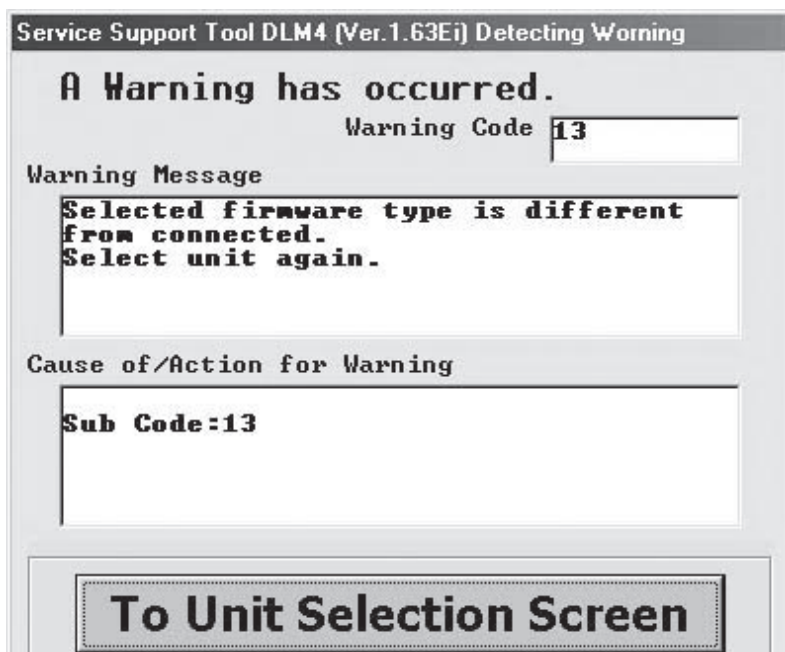 Service Support Tool DLM4 (Ver.1.63Ei) Detecting Worning
A Warning has occurred.
Warning Code 13
Warning Message
Selected firmware type is different
from connected.
Select unit again.
Cause of/Action for Warning
Sub Code:13
To Unit Selection Screen